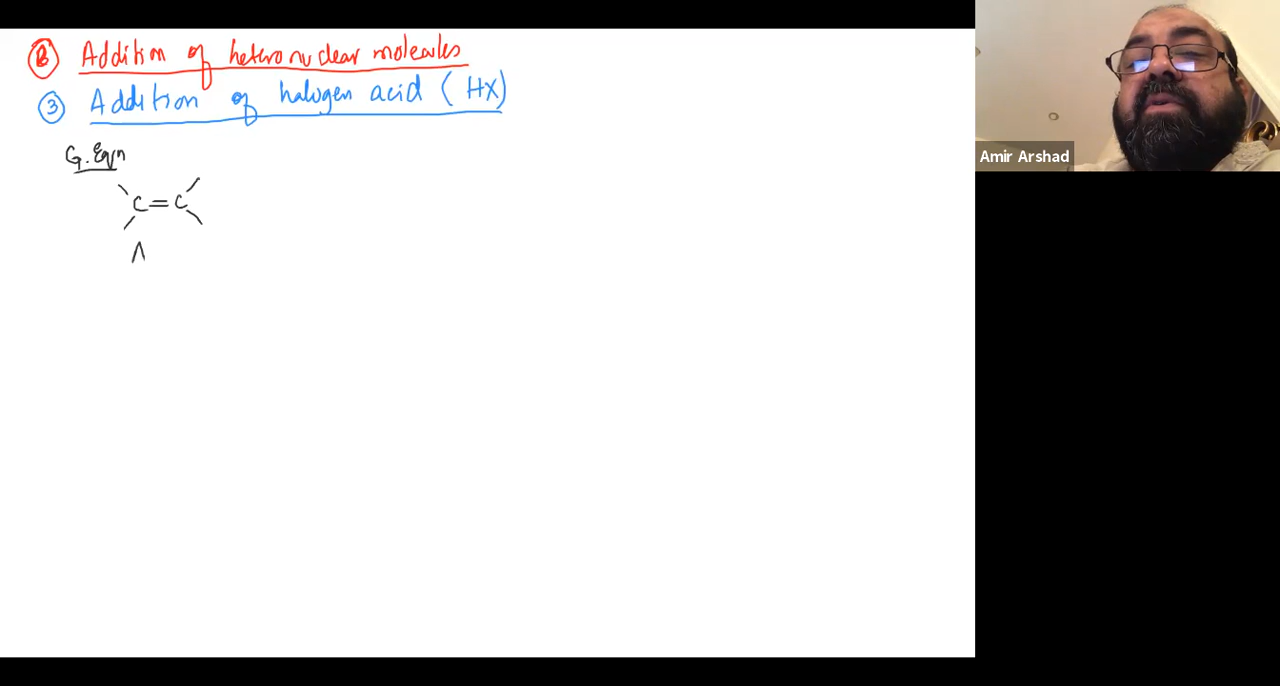 B Addition of heteronuclear molecules
3 Addition of halogen acid (HX)
G. Eqn
C=C
Amir Arshad